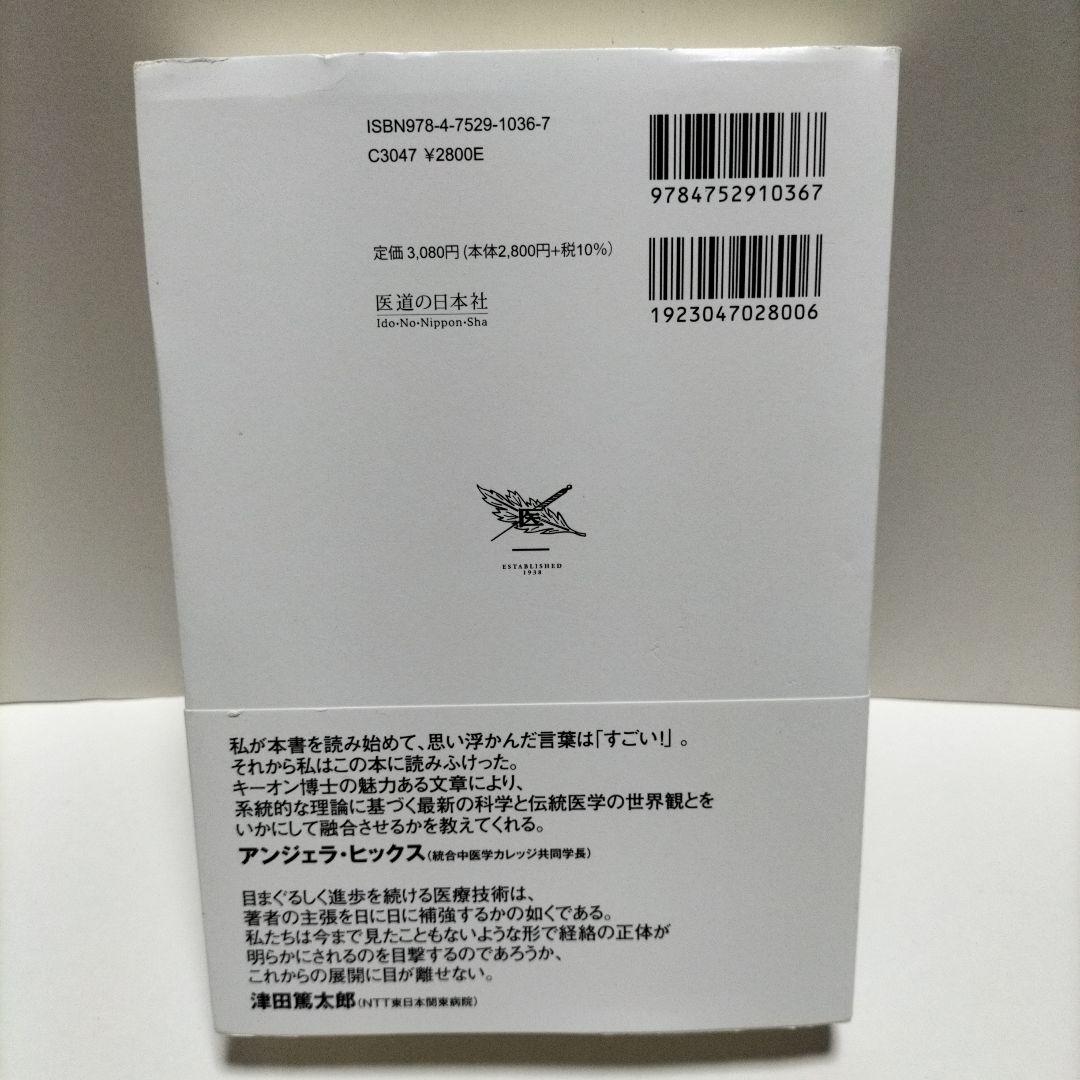 ISBN978-4-7529-1036-7
C3047 ¥2800E
9784752910367
定価 3,080円 (本体2,800円+税10%)
1923047028006
医道の日本社
Ido・No・Nippon・Sha
医
ESTABLISHED
1938
私が本書を読み始めて、思い浮かんだ言葉は「すごい!」。
それから私はこの本に読みふけった。
キーオン博士の魅力ある文章により、
系統的な理論に基づく最新の科学と伝統医学の世界観とを
いかにして融合させるかを教えてくれる。
アンジェラ・ヒックス(統合中医学カレッジ共同学長)
目まぐるしく進歩を続ける医療技術は、
著者の主張を日に日に補強するかの如くである。
私たちは今まで見たこともないような形で経絡の正体が
明らかにされるのを目撃するのであろうか、
これからの展開に目が離せない。
津田篤太郎(NTT東日本関東病院)